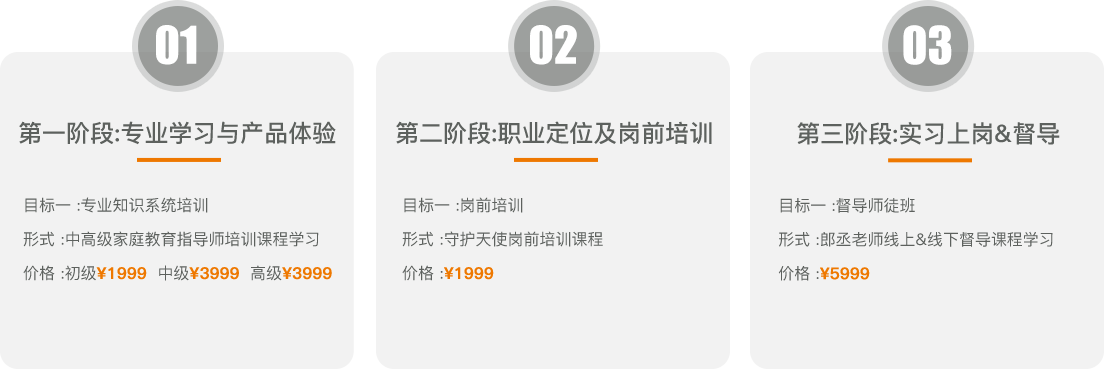 01
第一阶段:专业学习与产品体验
目标一 :专业知识系统培训
形式 :中高级家庭教育指导师培训课程学习
价格 :初级¥1999 中级¥3999 高级¥3999
02
第二阶段:职业定位及岗前培训
目标一 :岗前培训
形式 :守护天使岗前培训课程
价格 :¥1999
03
第三阶段:实习上岗&督导
目标一 :督导师徒班
形式 :郎丞老师线上&线下督导课程学习
价格 :¥5999